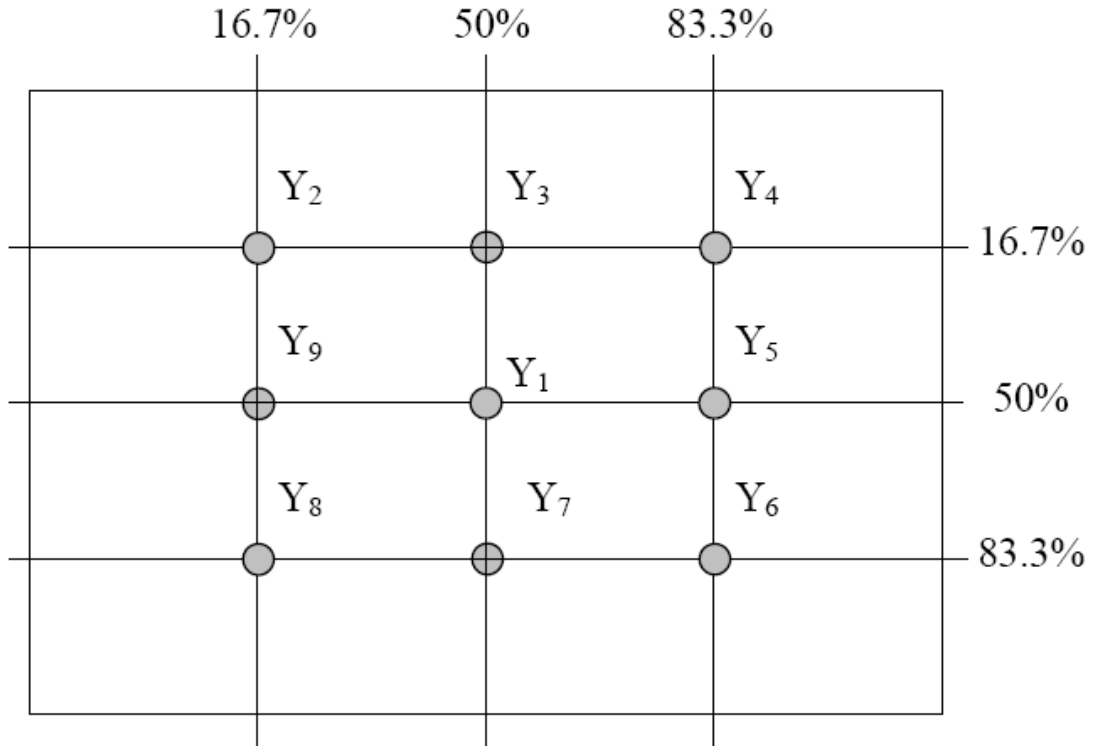 16.7% 50% 83.3%
Y₂ Y₃ Y₄
16.7%
Y₉ Y₁ Y₅
50%
Y₈ Y₇ Y₆
83.3%